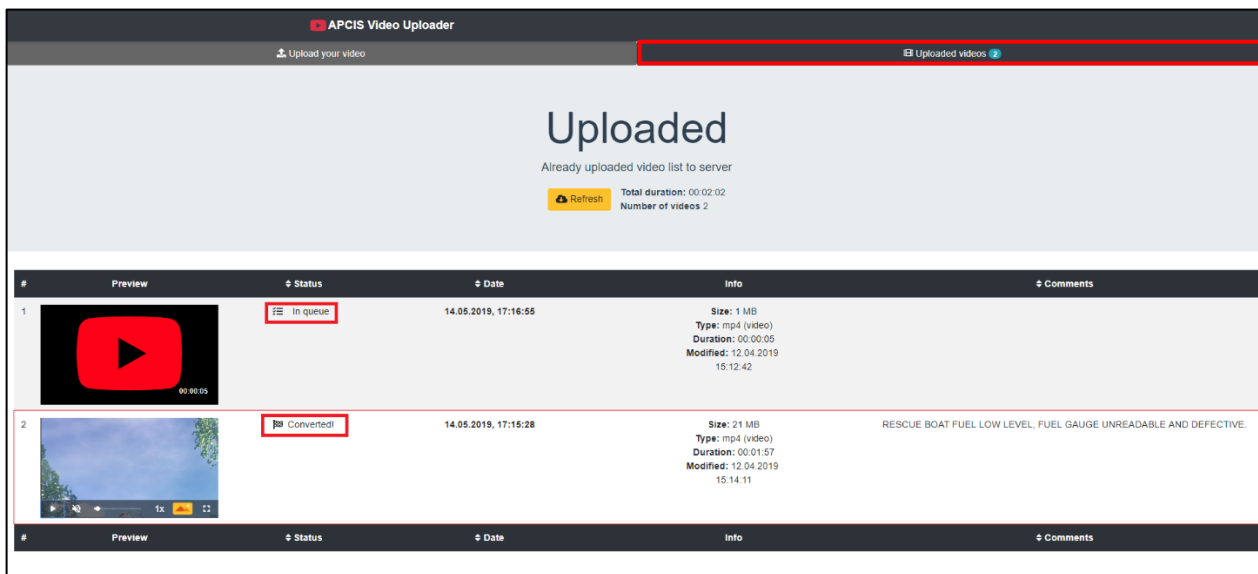 APCIS Video Uploader
Upload your video
Uploaded videos 2
Uploaded
Already uploaded video list to server
Refresh
Total duration: 00:02:02
Number of videos 2
# Preview Status Date Info Comments
1 In queue 14.05.2019, 17:16:55 Size: 1 MB
Type: mp4 (video)
Duration: 00:00:05
Modified: 12.04.2019
15:12:42
00:00:05
2 Converted! 14.05.2019, 17:15:28 Size: 21 MB RESCUE BOAT FUEL LOW LEVEL, FUEL GAUGE UNREADABLE AND DEFECTIVE.
Type: mp4 (video)
Duration: 00:01:57
Modified: 12.04.2019
15:14:11
1x
# Preview Status Date Info Comments